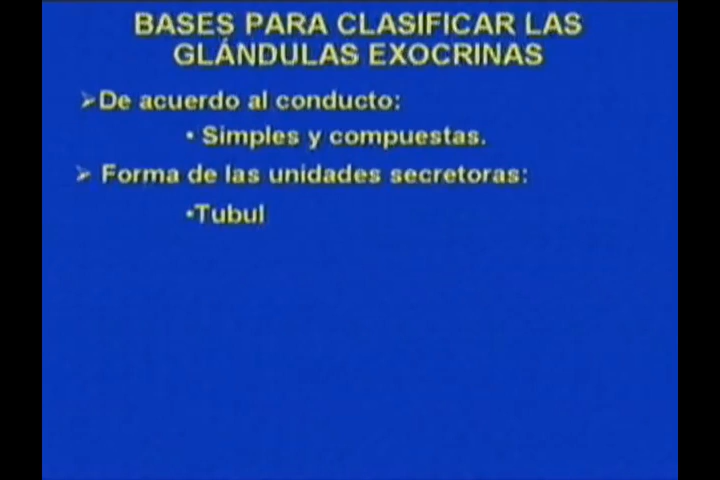 BASES PARA CLASIFICAR LAS
GLÁNDULAS EXOCRINAS
➢De acuerdo al conducto:
• Simples y compuestas.
➢ Forma de las unidades secretoras:
•Tubul